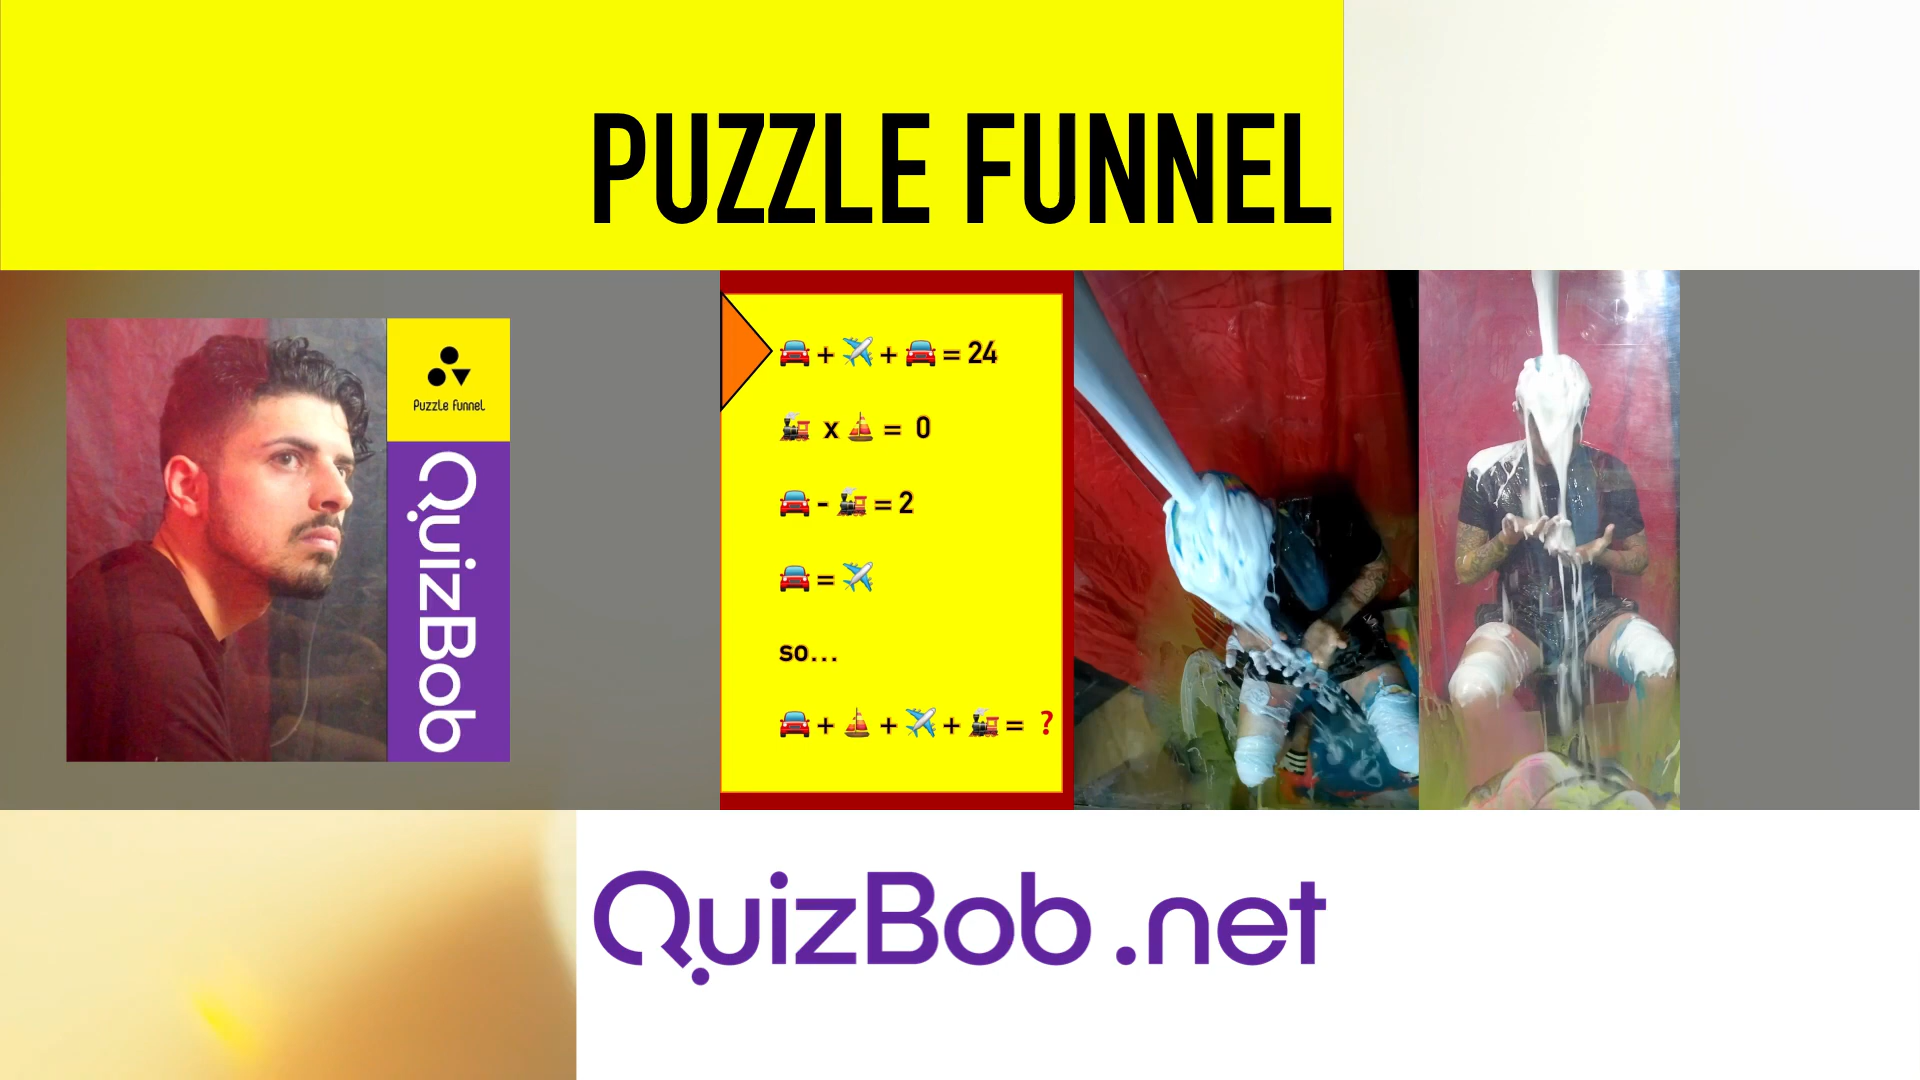 PUZZLE FUNNEL
Puzzle funnel
QuizBob
🚘 + ✈️ + 🚘 = 24
🚂 x ⛵ = 0
🚘 - 🚂 = 2
🚘 = ✈️
so...
🚘 + ⛵ + ✈️ + 🚂 = ?
QuizBob .net